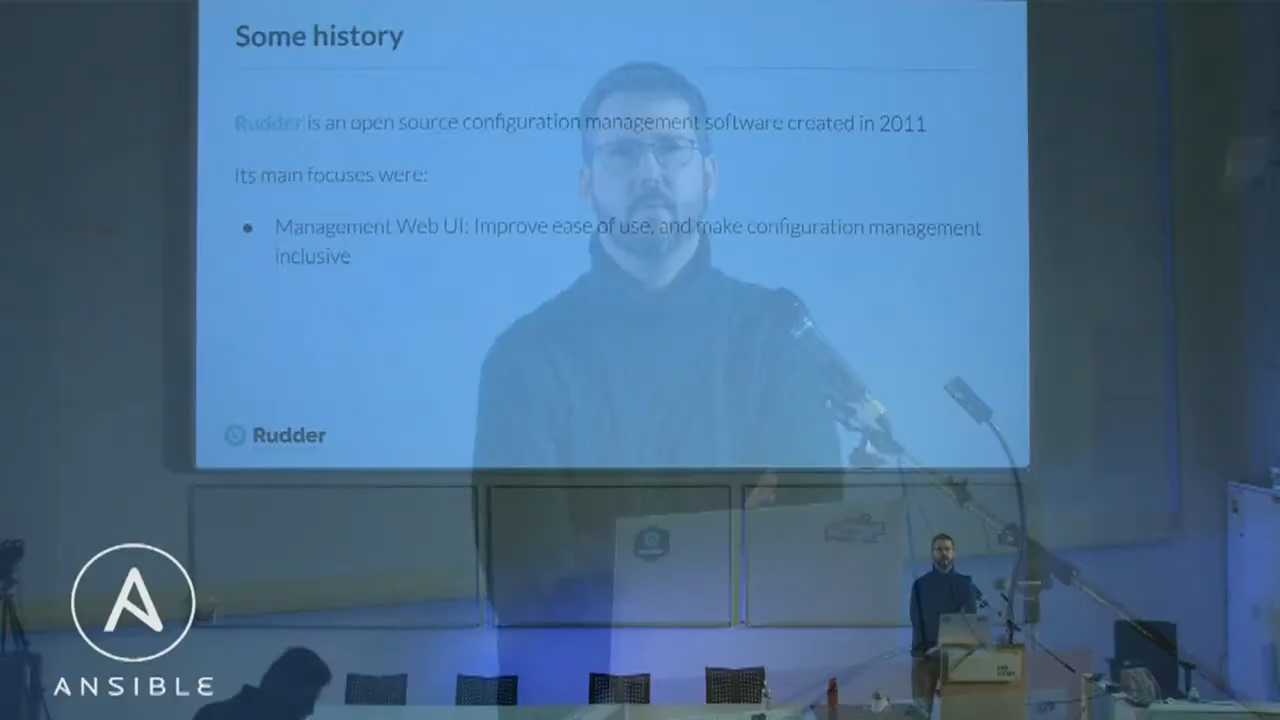 Some history
Rudder is an open source configuration management software created in 2011
Its main focuses were:
● Management Web UI: Improve ease of use, and make configuration management
inclusive
Rudder
ANSIBLE